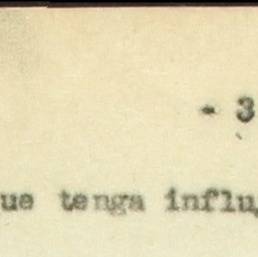 - 3
ue tenga influ